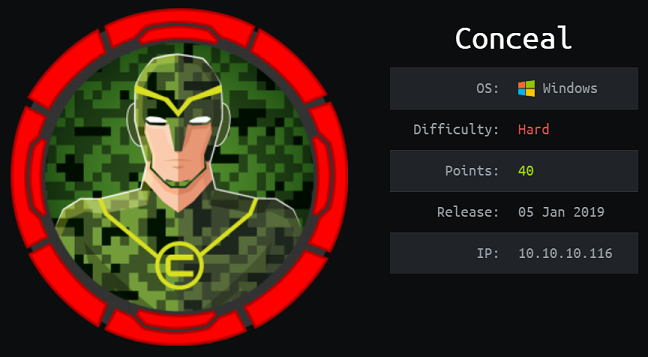 Conceal
OS: Windows
Difficulty: Hard
Points: 40
Release: 05 Jan 2019
IP: 10.10.10.116
C